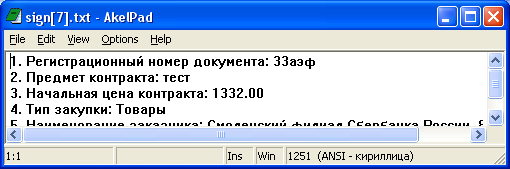 sign[7].txt - AkelPad
File Edit View Options Help
1. Регистрационный номер документа: 33азф
2. Предмет контракта: тест
3. Начальная цена контракта: 1332.00
4. Тип закупки: Товары
5. Наименование заказчика: Смоленский филиал Сбербанка России,
1:1 Ins Win 1251 (ANSI - кириллица)